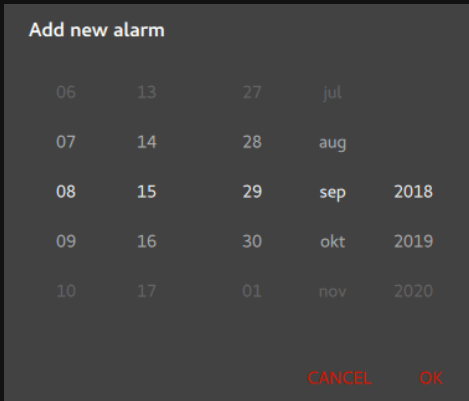 Add new alarm
06 13 27 jul
07 14 28 aug
08 15 29 sep 2018
09 16 30 okt 2019
10 17 01 nov 2020
CANCEL OK